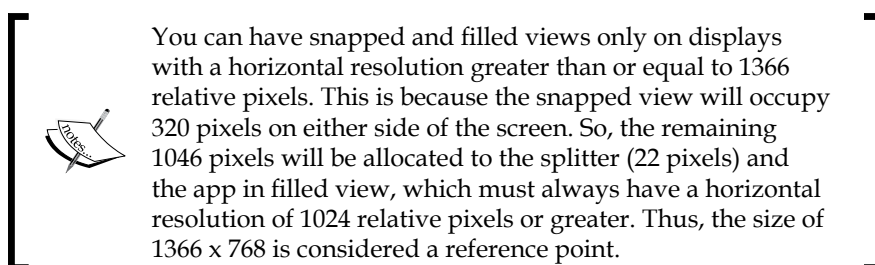 You can have snapped and filled views only on displays
with a horizontal resolution greater than or equal to 1366
relative pixels. This is because the snapped view will occupy
320 pixels on either side of the screen. So, the remaining
notes...
1046 pixels will be allocated to the splitter (22 pixels) and
the app in filled view, which must always have a horizontal
resolution of 1024 relative pixels or greater. Thus, the size of
1366 x 768 is considered a reference point.